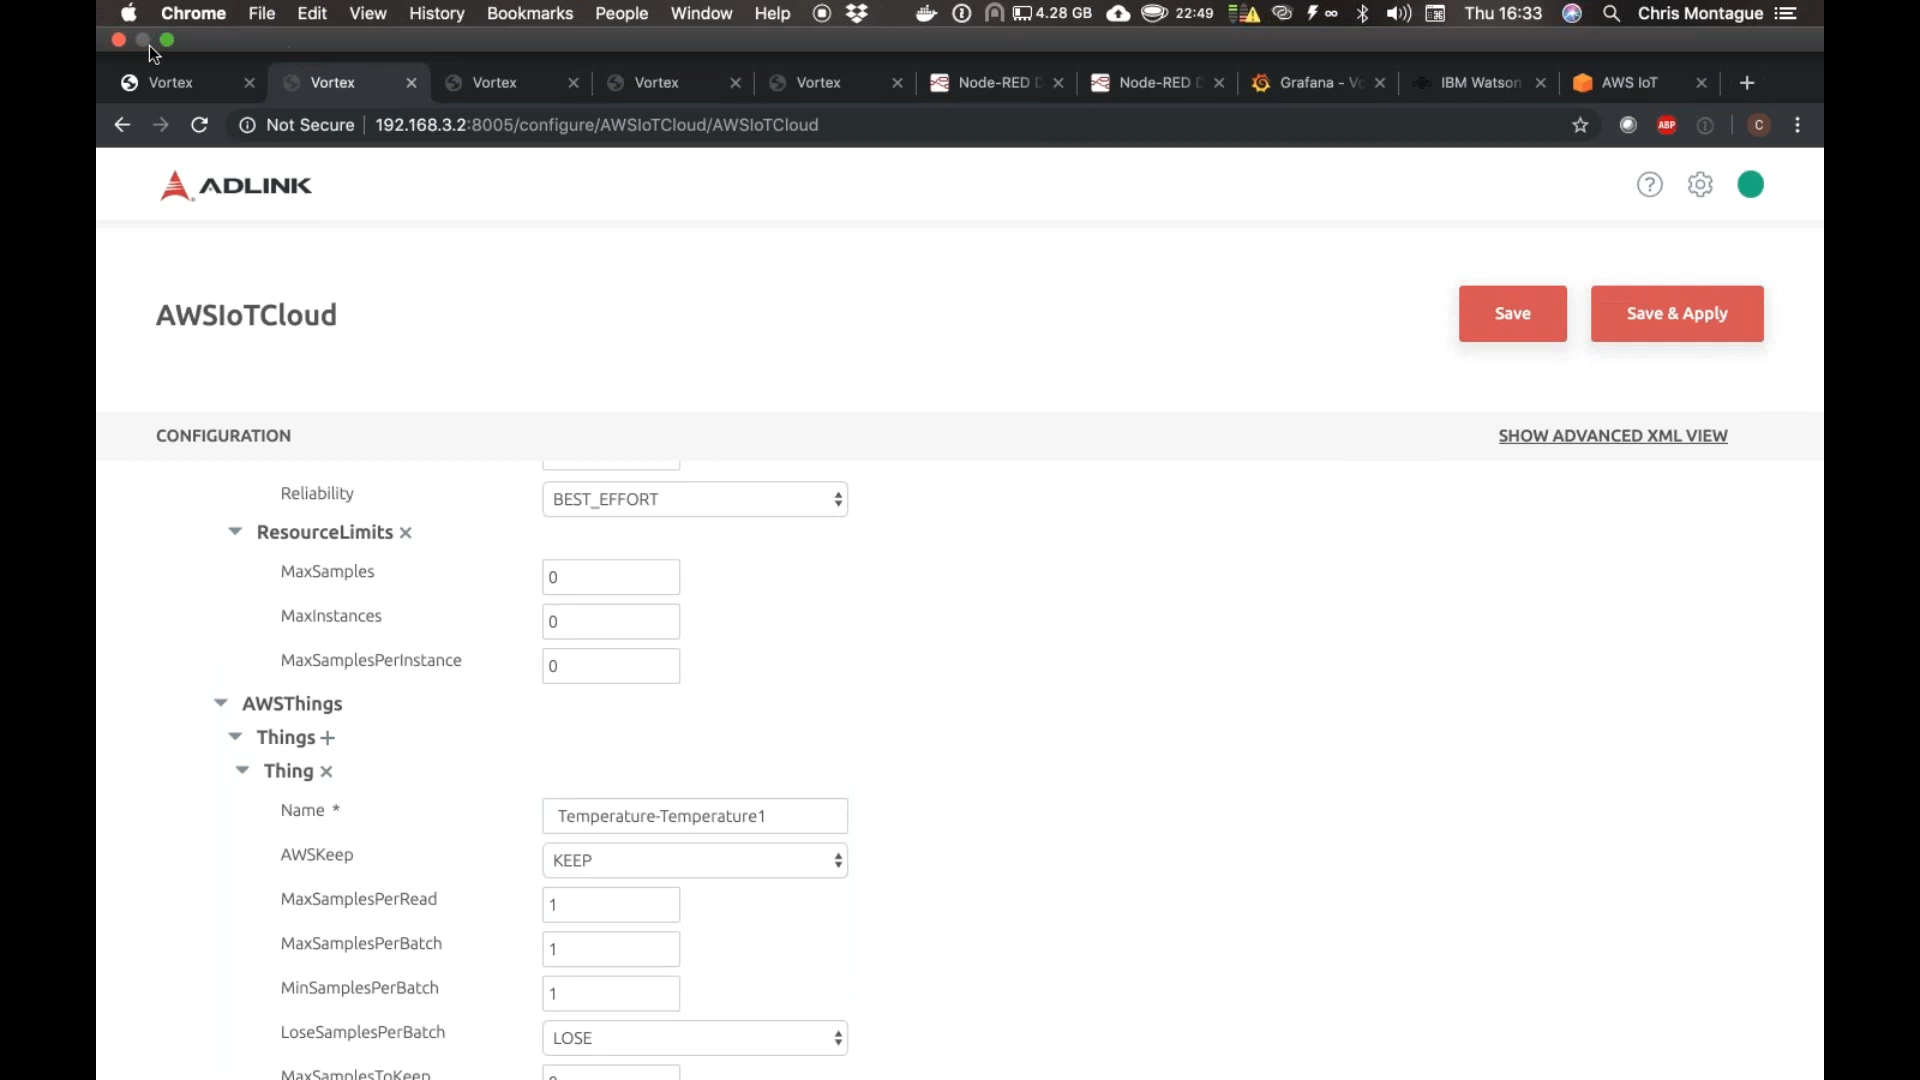 Chrome File Edit View History Bookmarks People Window Help 4.28 GB 22:49 Thu 16:33 Chris Montague
Vortex Vortex Vortex Vortex Vortex Node-RED Node-RED Grafana - IBM Watson AWS IoT
Not Secure 192.168.3.2:8005/configure/AWSIoTCloud/AWSIoTCloud ABP C
ADLINK
AWSIoTCloud
Save Save & Apply
CONFIGURATION SHOW ADVANCED XML VIEW
Reliability BEST_EFFORT
ResourceLimits
MaxSamples 0
MaxInstances 0
MaxSamplesPerInstance 0
AWSThings
Things
Thing
Name * Temperature-Temperature1
AWSKeep KEEP
MaxSamplesPerRead 1
MaxSamplesPerBatch 1
MinSamplesPerBatch 1
LoseSamplesPerBatch LOSE
MaxSamplesToKeep